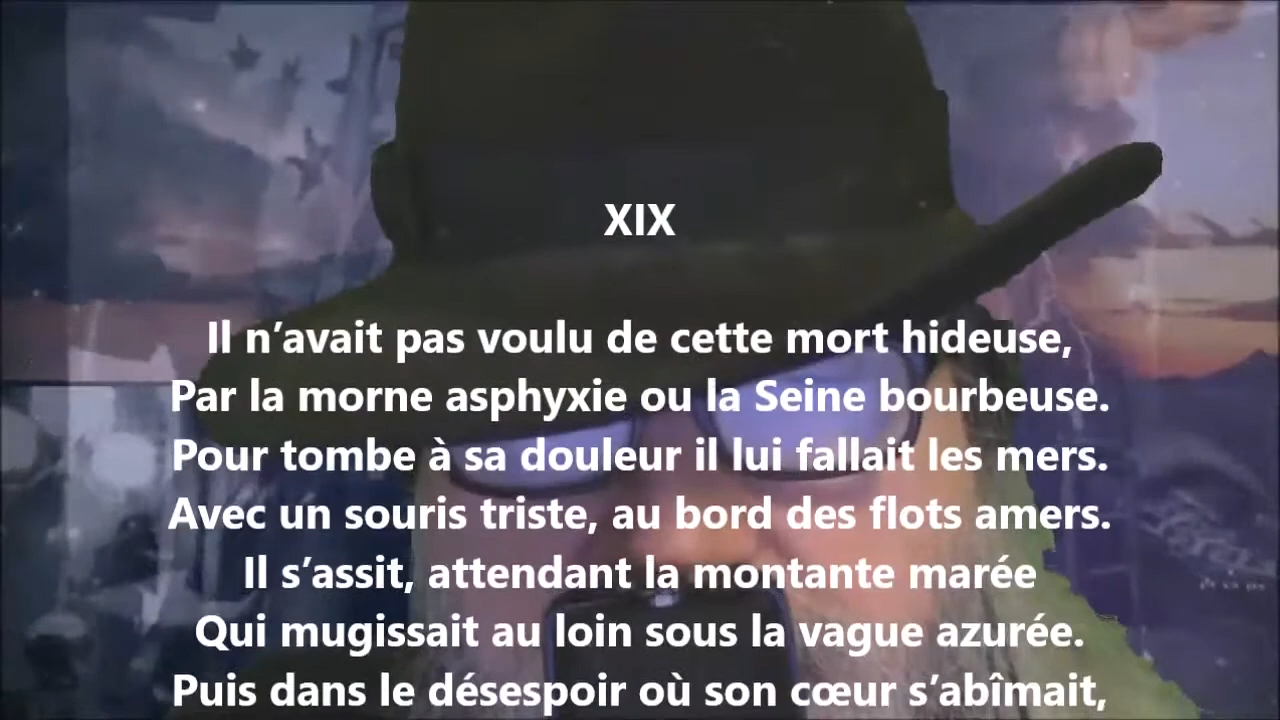 XIX
Il n’avait pas voulu de cette mort hideuse,
Par la morne asphyxie ou la Seine bourbeuse.
Pour tombe à sa douleur il lui fallait les mers.
Avec un souris triste, au bord des flots amers.
Il s’assit, attendant la montante marée
Qui mugissait au loin sous la vague azurée.
Puis dans le désespoir où son cœur s’abîmait,